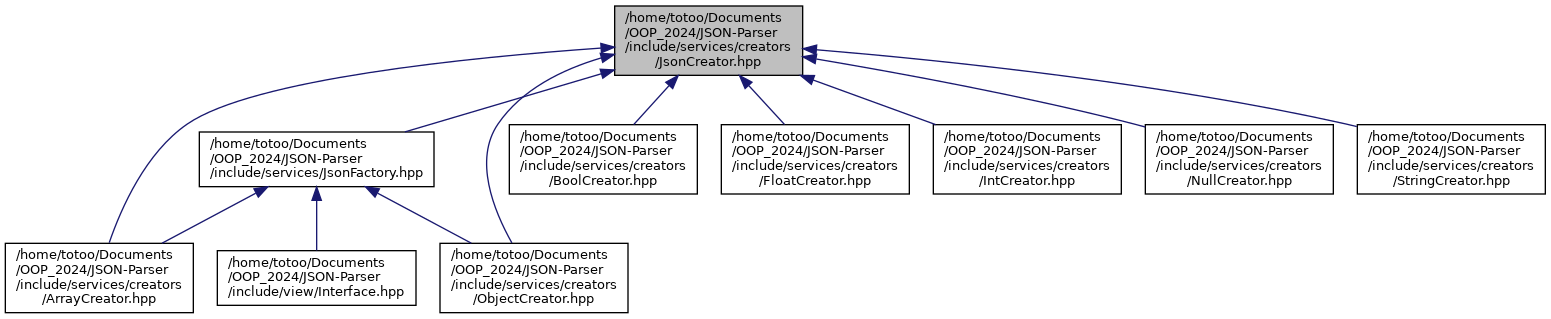 /home/totoo/Documents
/OOP_2024/JSON-Parser
/include/services/creators
/JsonCreator.hpp
/home/totoo/Documents
/OOP_2024/JSON-Parser
/include/services/JsonFactory.hpp
/home/totoo/Documents
/OOP_2024/JSON-Parser
/include/services/creators
/BoolCreator.hpp
/home/totoo/Documents
/OOP_2024/JSON-Parser
/include/services/creators
/FloatCreator.hpp
/home/totoo/Documents
/OOP_2024/JSON-Parser
/include/services/creators
/IntCreator.hpp
/home/totoo/Documents
/OOP_2024/JSON-Parser
/include/services/creators
/NullCreator.hpp
/home/totoo/Documents
/OOP_2024/JSON-Parser
/include/services/creators
/StringCreator.hpp
/home/totoo/Documents
/OOP_2024/JSON-Parser
/include/services/creators
/ArrayCreator.hpp
/home/totoo/Documents
/OOP_2024/JSON-Parser
/include/view/Interface.hpp
/home/totoo/Documents
/OOP_2024/JSON-Parser
/include/services/creators
/ObjectCreator.hpp